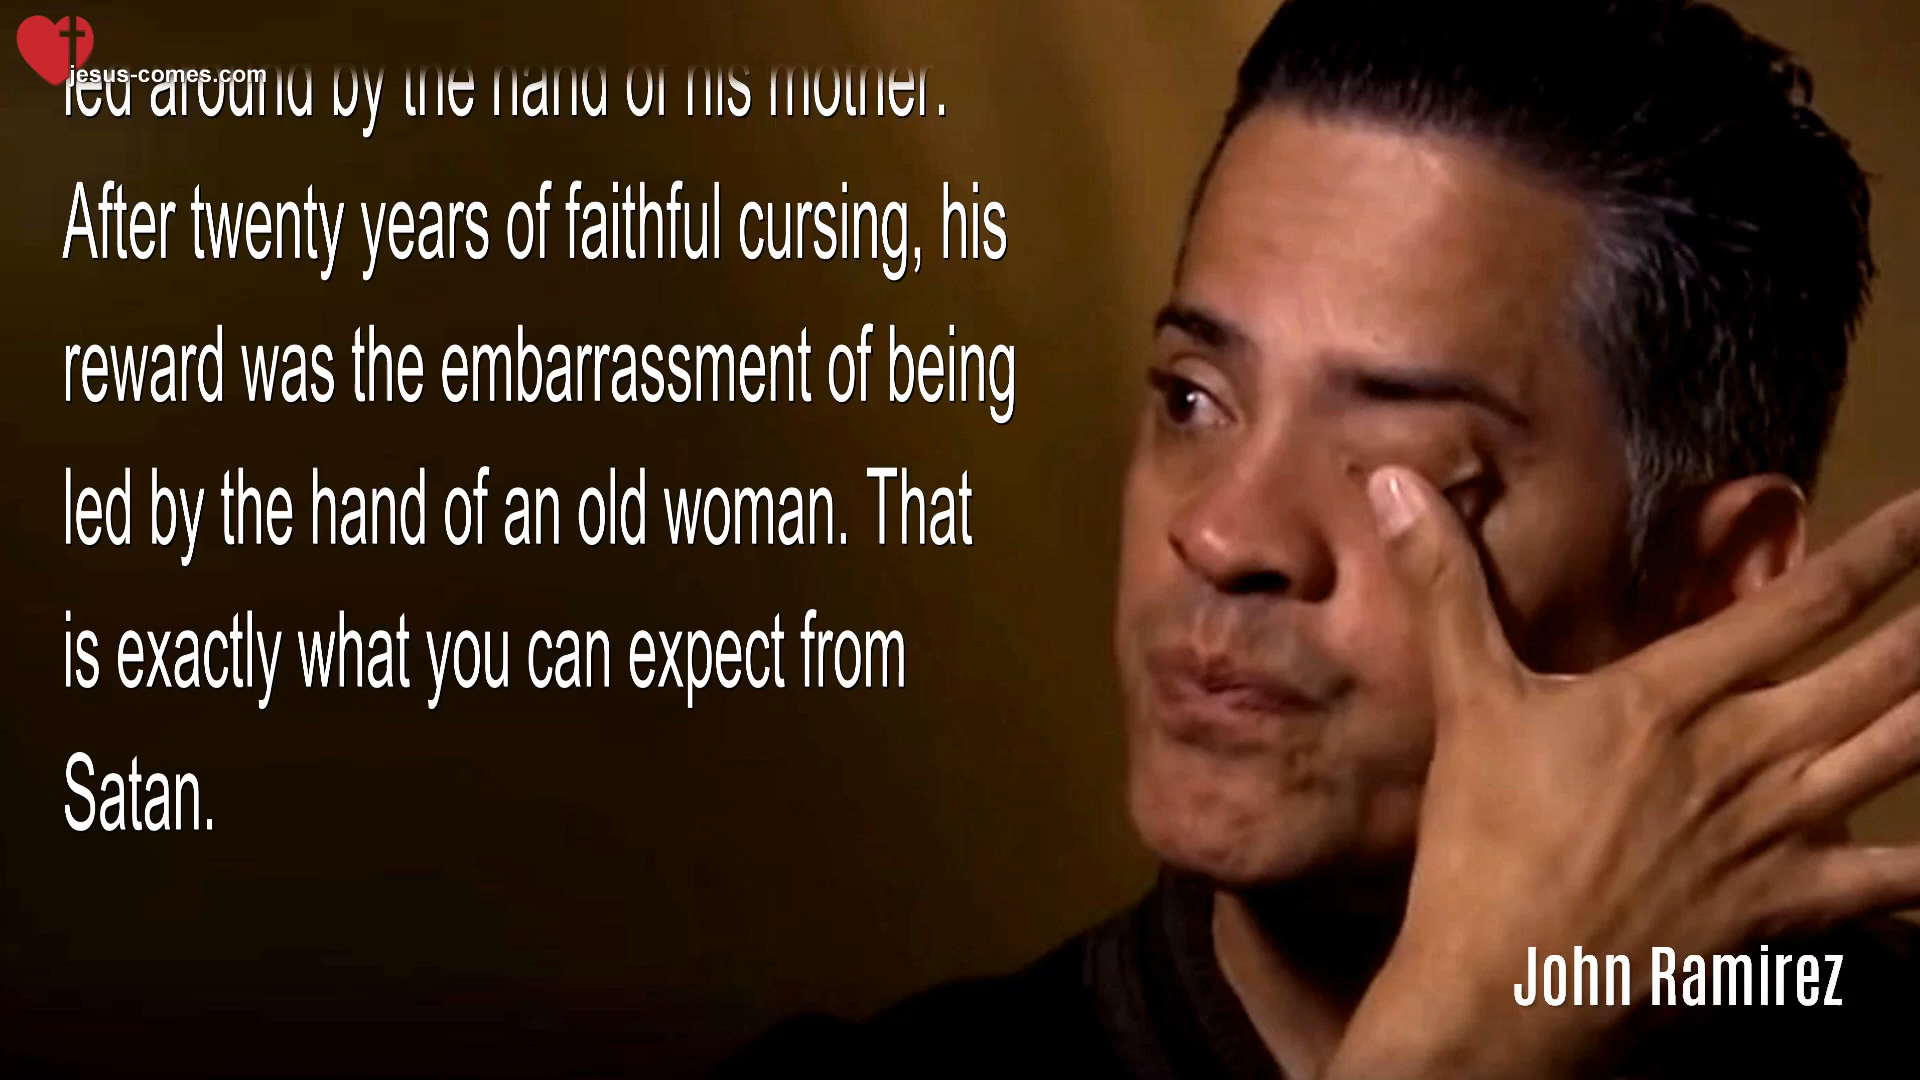 jesus-comes.com
led around by the hand of his mother.
After twenty years of faithful cursing, his
reward was the embarrassment of being
led by the hand of an old woman. That
is exactly what you can expect from
Satan.
John Ramirez